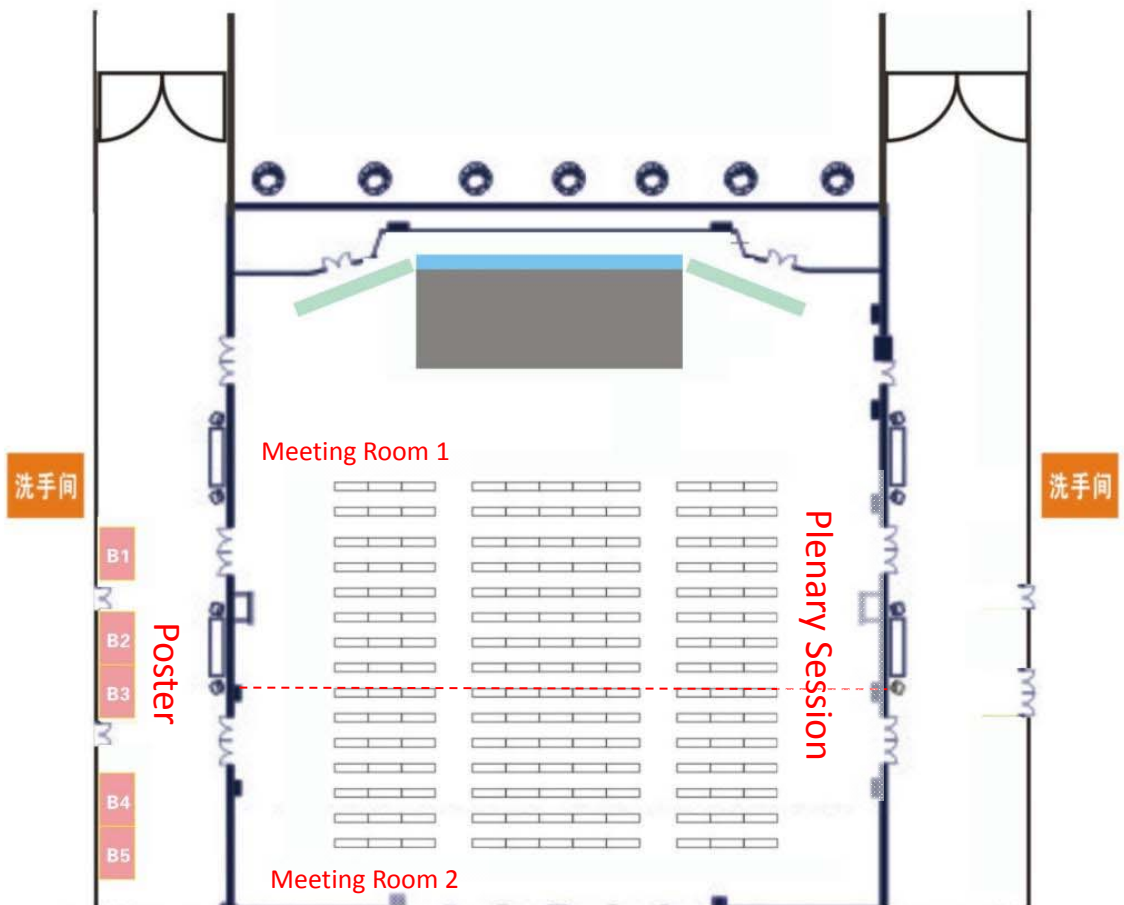 Meeting Room 1
洗手间
洗手间
B1
B2
B3
B4
B5
Poster
Plenary Session
Meeting Room 2